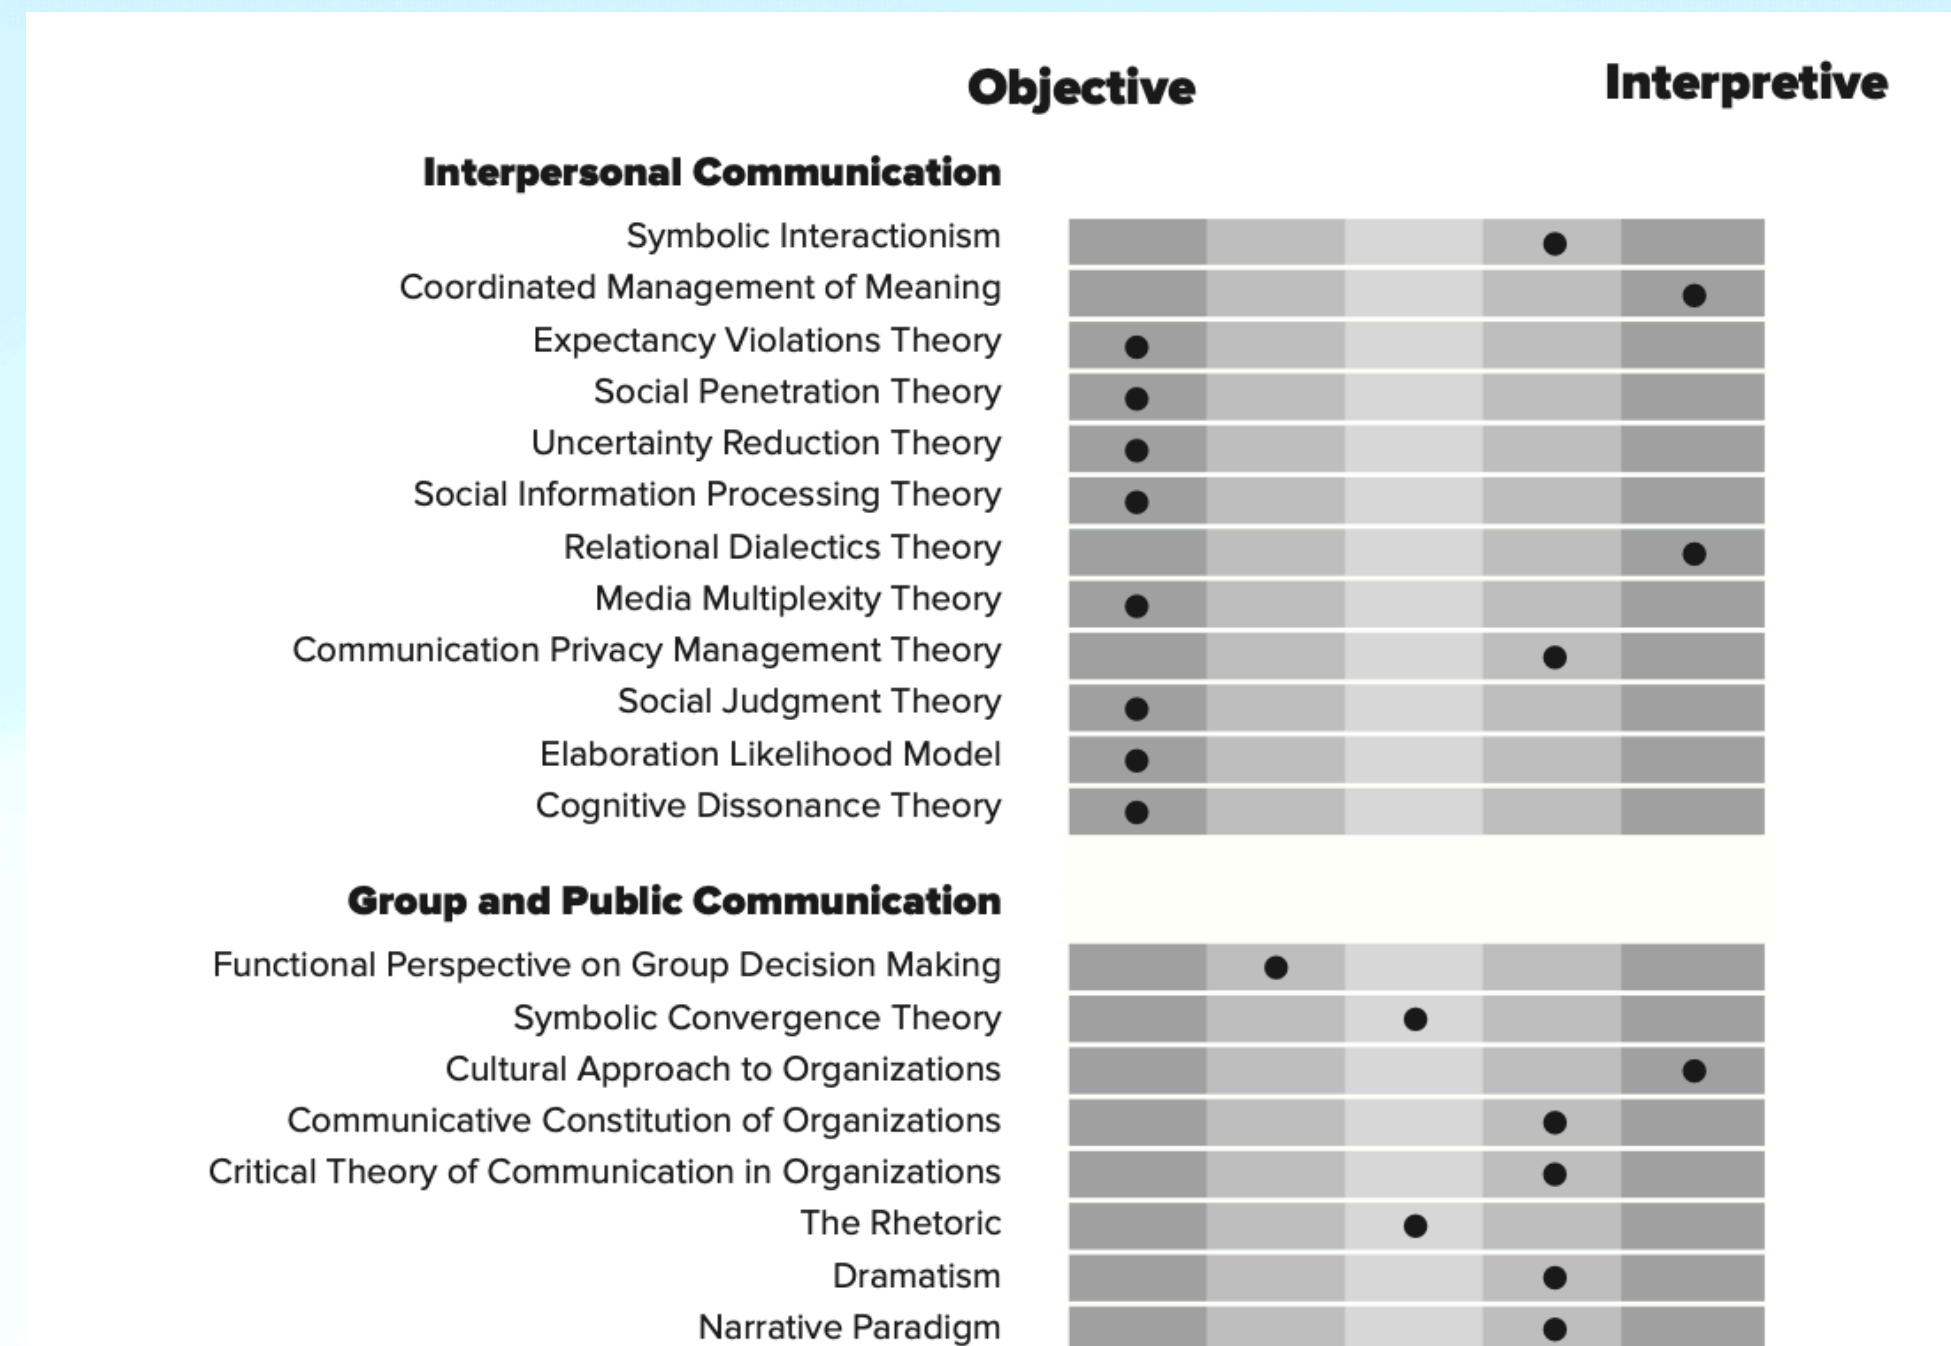 Objective
Interpretive
Interpersonal Communication
Symbolic Interactionism
Coordinated Management of Meaning
Expectancy Violations Theory
Social Penetration Theory
Uncertainty Reduction Theory
Social Information Processing Theory
Relational Dialectics Theory
Media Multiplexity Theory
Communication Privacy Management Theory
Social Judgment Theory
Elaboration Likelihood Model
Cognitive Dissonance Theory
Group and Public Communication
Functional Perspective on Group Decision Making
Symbolic Convergence Theory
Cultural Approach to Organizations
Communicative Constitution of Organizations
Critical Theory of Communication in Organizations
The Rhetoric
Dramatism
Narrative Paradigm